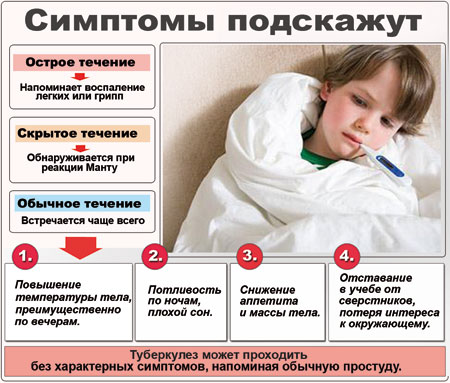 Симптомы подскажут
Острое течение
Напоминает воспаление
легких или грипп
Скрытое течение
Обнаруживается при
реакции Манту
Обычное течение
Встречается чаще всего
1.
Повышение
температуры тела,
преимущественно
по вечерам.
2.
Потливость
по ночам,
плохой сон.
3.
Снижение
аппетита
и массы тела.
4.
Отставание
в учебе от
сверстников,
потеря интереса
к окружающему.
Туберкулез может проходить
без характерных симптомов, напоминая обычную простуду.